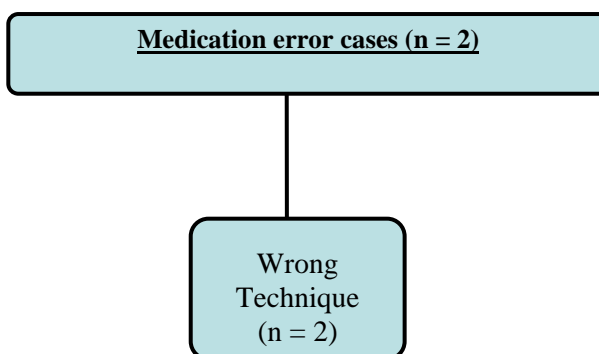 Medication error cases (n = 2)
Wrong
Technique
(n = 2)